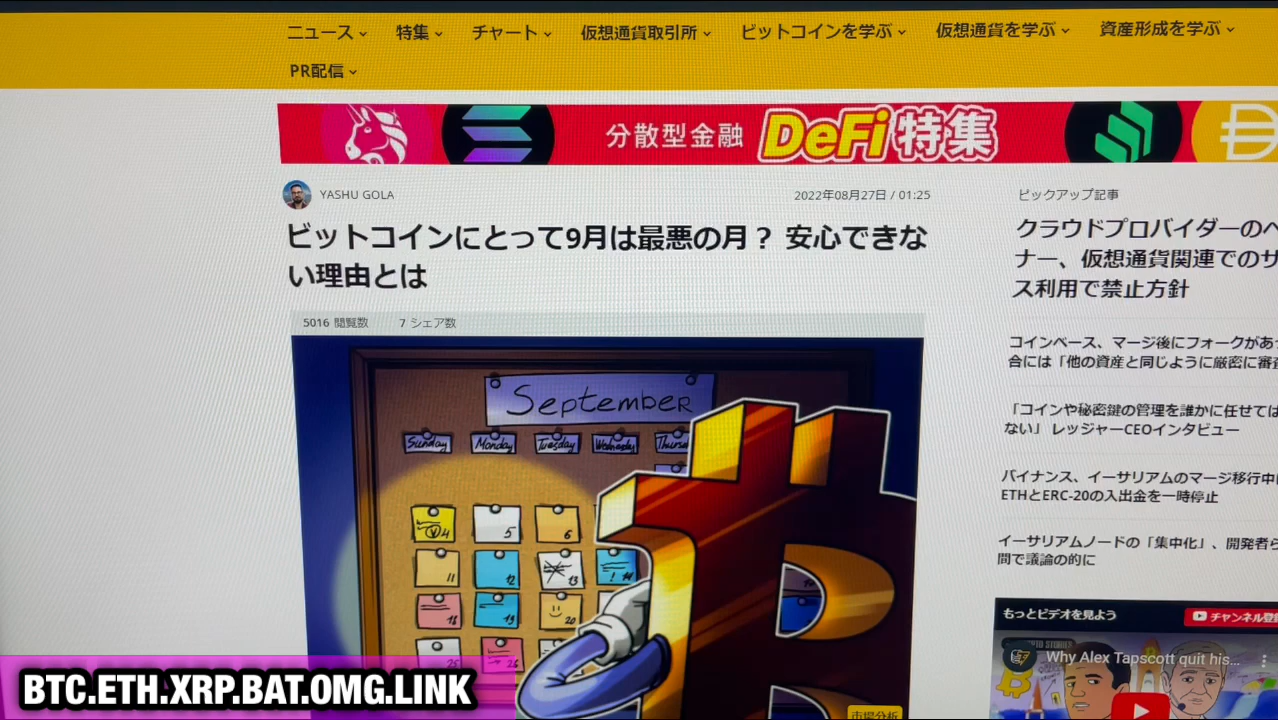 ニュース 特集 チャート 仮想通貨取引所 ビットコインを学ぶ 仮想通貨を学ぶ 資産形成を学ぶ
PR配信
分散型金融 DeFi特集
YASHU GOLA
2022年08月27日 / 01:25
ビットコインにとって9月は最悪の月？ 安心できな
い理由とは
5016 閲覧数 7 シェア数
September
Sunday Monday Tuesday Wednesday Thurs
4 5 6
11 12 13 14
18 19 20
25 26
市場分析
ピックアップ記事
クラウドプロバイダーのヘ
ナー、仮想通貨関連でのサ
ス利用で禁止方針
コインベース、マージ後にフォークがあっ
合には「他の資産と同じように厳密に審査
「コインや秘密鍵の管理を誰かに任せては
ない」 レッジャーCEOインタビュー
バイナンス、イーサリアムのマージ移行中に
ETHとERC-20の入出金を一時停止
イーサリアムノードの「集中化」、開発者ら
間で議論の的に
もっとビデオを見よう
チャンネル登録
Why Alex Tapscott quit his...
BTC.ETH.XRP.BAT.OMG.LINK